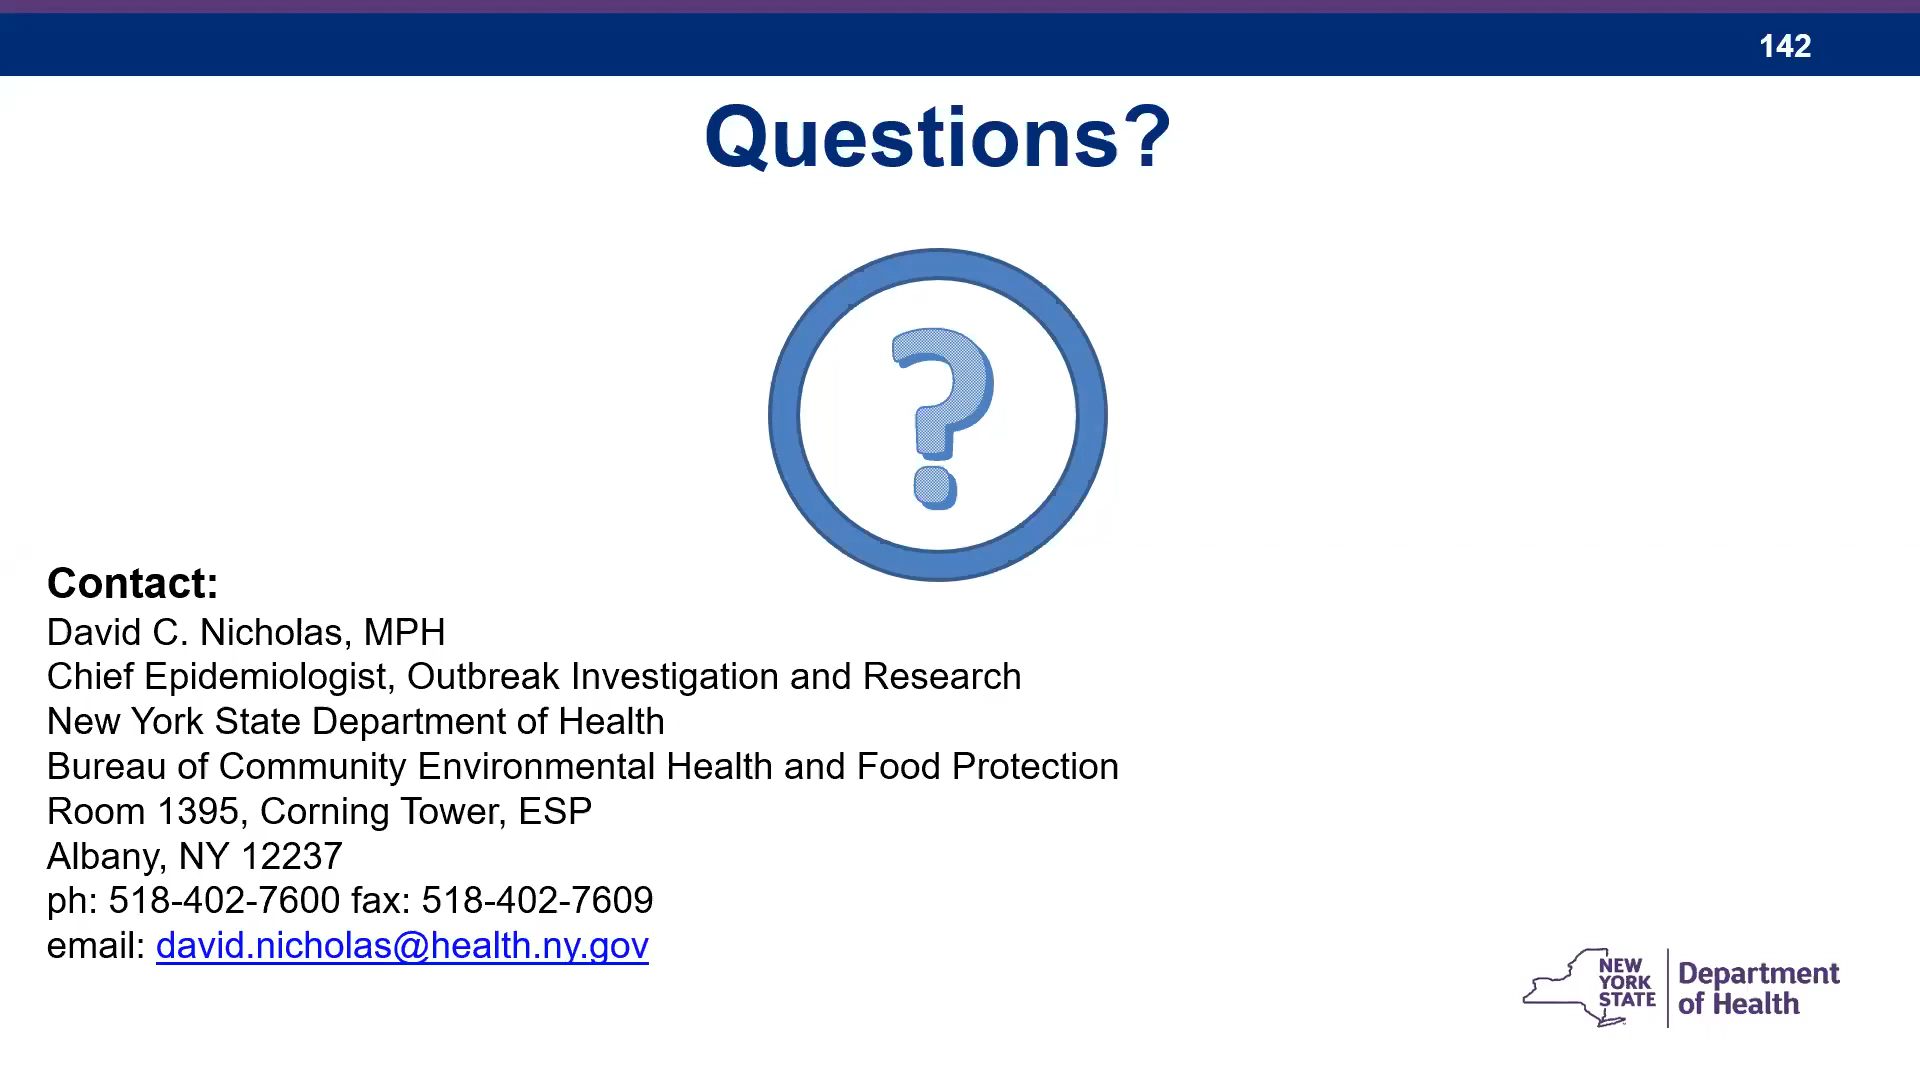 142
Questions?
?
Contact:
David C. Nicholas, MPH
Chief Epidemiologist, Outbreak Investigation and Research
New York State Department of Health
Bureau of Community Environmental Health and Food Protection
Room 1395, Corning Tower, ESP
Albany, NY 12237
ph: 518-402-7600 fax: 518-402-7609
email: david.nicholas@health.ny.gov
NEW
YORK
STATE
Department
of Health